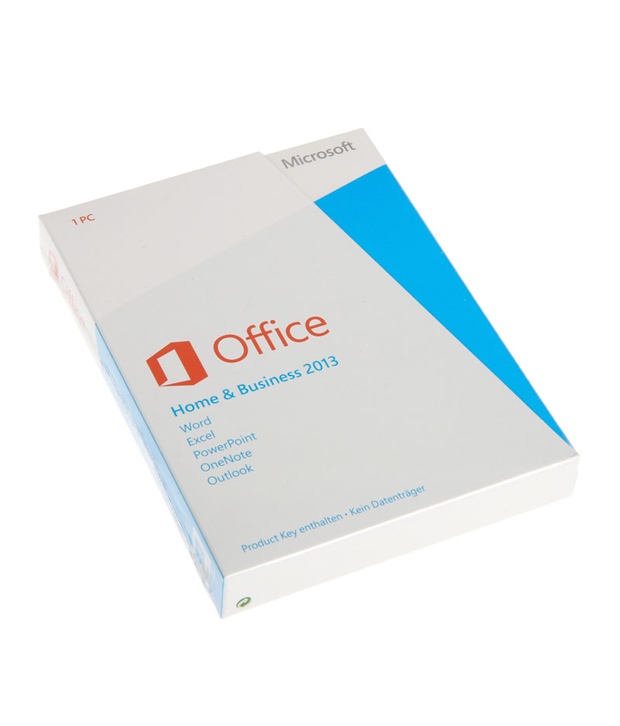 Microsoft
1 PC
Office
Home & Business 2013
Word
Excel
PowerPoint
OneNote
Outlook
Product Key enthalten • Kein Datenträger